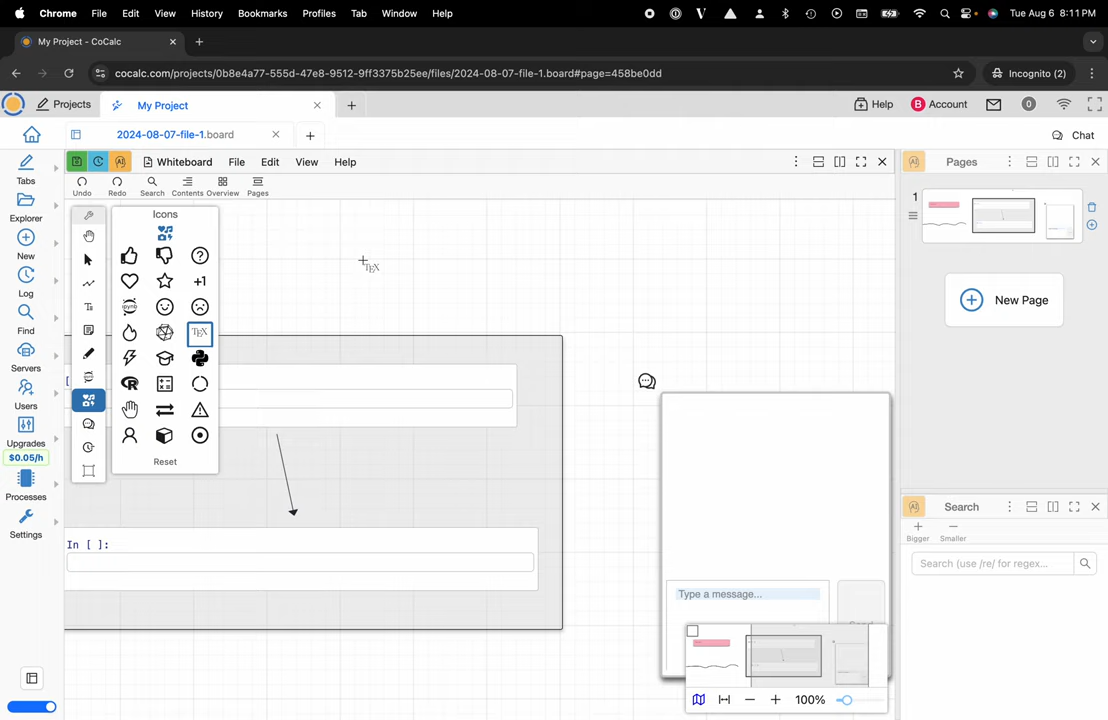 Chrome File Edit View History Bookmarks Profiles Tab Window Help Tue Aug 6 8:11 PM
My Project - CoCalc
cocalc.com/projects/0b8e4a77-555d-47e8-9512-9ff3375b25ee/files/2024-08-07-file-1.board#page=458be0dd Incognito (2)
Projects My Project Help B Account 0
2024-08-07-file-1.board Chat
Whiteboard File Edit View Help
Undo Redo Search Contents Overview Pages
Tabs
Explorer
New
Log
Find
Servers
Users
Upgrades
$0.05/h
Processes
Settings
Icons
+1
TEX
Reset
TEX
In [ ]:
Type a message...
100%
AI Pages
1
New Page
AI Search
Bigger Smaller
Search (use /re/ for regex...